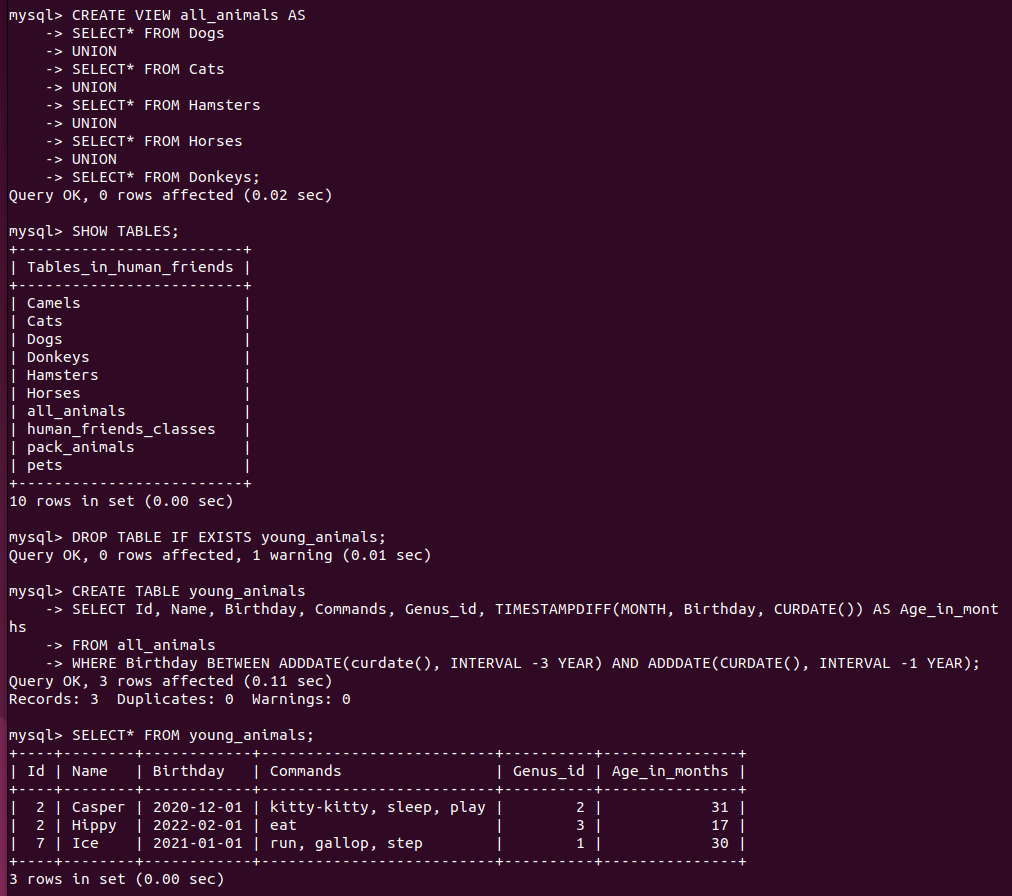 mysql> CREATE VIEW all_animals AS
    -> SELECT* FROM Dogs
    -> UNION
    -> SELECT* FROM Cats
    -> UNION
    -> SELECT* FROM Hamsters
    -> UNION
    -> SELECT* FROM Horses
    -> UNION
    -> SELECT* FROM Donkeys;
Query OK, 0 rows affected (0.02 sec)

mysql> SHOW TABLES;
+-------------------------+
| Tables_in_human_friends |
+-------------------------+
| Camels                  |
| Cats                    |
| Dogs                    |
| Donkeys                 |
| Hamsters                |
| Horses                  |
| all_animals             |
| human_friends_classes   |
| pack_animals            |
| pets                    |
+-------------------------+
10 rows in set (0.00 sec)

mysql> DROP TABLE IF EXISTS young_animals;
Query OK, 0 rows affected, 1 warning (0.01 sec)

mysql> CREATE TABLE young_animals
    -> SELECT Id, Name, Birthday, Commands, Genus_id, TIMESTAMPDIFF(MONTH, Birthday, CURDATE()) AS Age_in_mont
hs
    -> FROM all_animals
    -> WHERE Birthday BETWEEN ADDDATE(curdate(), INTERVAL -3 YEAR) AND ADDDATE(CURDATE(), INTERVAL -1 YEAR);
Query OK, 3 rows affected (0.11 sec)
Records: 3  Duplicates: 0  Warnings: 0

mysql> SELECT* FROM young_animals;
+----+--------+------------+--------------------------+----------+---------------+
| Id | Name   | Birthday   | Commands                 | Genus_id | Age_in_months |
+----+--------+------------+--------------------------+----------+---------------+
|  2 | Casper | 2020-12-01 | kitty-kitty, sleep, play |        2 |            31 |
|  2 | Hippy  | 2022-02-01 | eat                      |        3 |            17 |
|  7 | Ice    | 2021-01-01 | run, gallop, step        |        1 |            30 |
+----+--------+------------+--------------------------+----------+---------------+
3 rows in set (0.00 sec)